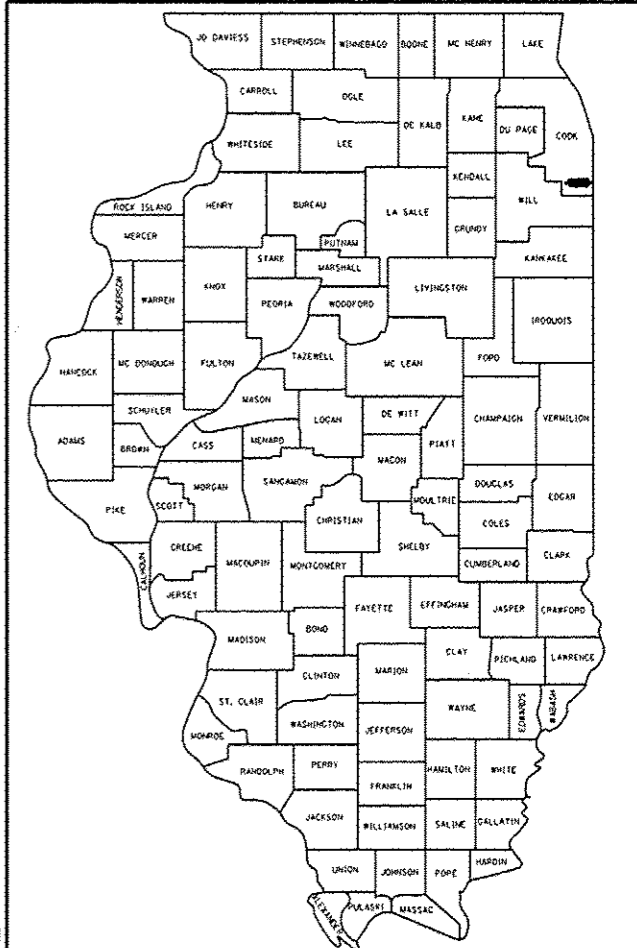 JO DAVIESS
STEPHENSON
WINNEBAGO
BOONE
MC HENRY
LAKE
CARROLL
OGLE
DE KALB
KANE
DU PAGE
COOK
WHITESIDE
LEE
KENDALL
WILL
ROCK ISLAND
HENRY
BUREAU
LA SALLE
GRUNDY
MERCER
PUTNAM
STARK
MARSHALL
KANKAKEE
HENDERSON
WARREN
KNOX
PEORIA
WOODFORD
LIVINGSTON
IROQUOIS
FORD
HANCOCK
MC DONOUGH
FULTON
TAZEWELL
MC LEAN
MASON
SCHUYLER
LOGAN
DE WITT
CHAMPAIGN
VERMILION
ADAMS
BROWN
CASS
MENARD
PIATT
MACON
MORGAN
SANGAMON
DOUGLAS
PIKE
SCOTT
MOULTRIE
EDGAR
CHRISTIAN
COLES
GREENE
MACOUPIN
MONTGOMERY
SHELBY
CUMBERLAND
CLARK
CALHOUN
JERSEY
FAYETTE
EFFINGHAM
JASPER
CRAWFORD
MADISON
BOND
CLAY
RICHLAND
LAWRENCE
CLINTON
MARION
ST. CLAIR
WAYNE
EDWARDS
WABASH
WASHINGTON
JEFFERSON
MONROE
RANDOLPH
PERRY
HAMILTON
WHITE
FRANKLIN
JACKSON
WILLIAMSON
SALINE
GALLATIN
UNION
JOHNSON
POPE
HARDIN
ALEXANDER
PULASKI
MASSAC